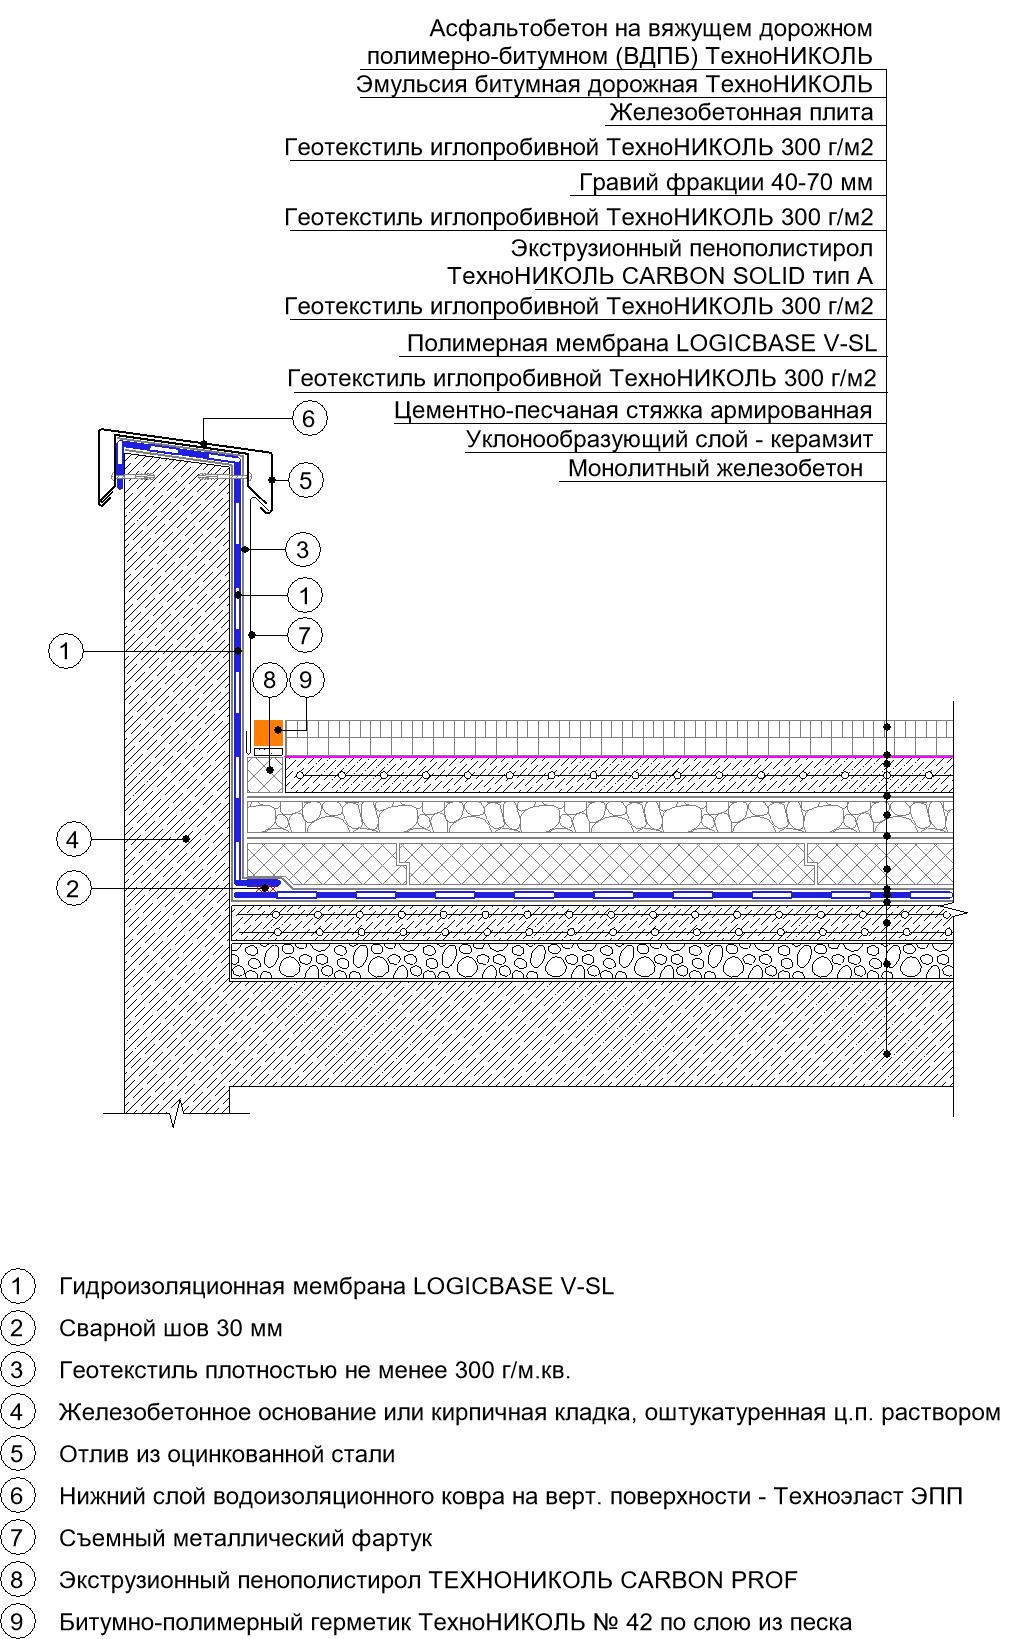 Асфальтобетон на вяжущем дорожном
полимерно-битумном (ВДПБ) ТехноНИКОЛЬ
Эмульсия битумная дорожная ТехноНИКОЛЬ
Железобетонная плита
Геотекстиль иглопробивной ТехноНИКОЛЬ 300 г/м2
Гравий фракции 40-70 мм
Геотекстиль иглопробивной ТехноНИКОЛЬ 300 г/м2
Экструзионный пенополистирол
ТехноНИКОЛЬ CARBON SOLID тип А
Геотекстиль иглопробивной ТехноНИКОЛЬ 300 г/м2
Полимерная мембрана LOGICBASE V-SL
Геотекстиль иглопробивной ТехноНИКОЛЬ 300 г/м2
Цементно-песчаная стяжка армированная
Уклонообразующий слой - керамзит
Монолитный железобетон
6
5
3
1
7
1
8 9
8
4
2
1 Гидроизоляционная мембрана LOGICBASE V-SL
2 Сварной шов 30 мм
3 Геотекстиль плотностью не менее 300 г/м.кв.
4 Железобетонное основание или кирпичная кладка, оштукатуренная ц.п. раствором
5 Отлив из оцинкованной стали
6 Нижний слой водоизоляционного ковра на верт. поверхности - Техноэласт ЭПП
7 Съемный металлический фартук
8 Экструзионный пенополистирол ТЕХНОНИКОЛЬ CARBON PROF
9 Битумно-полимерный герметик ТехноНИКОЛЬ № 42 по слою из песка